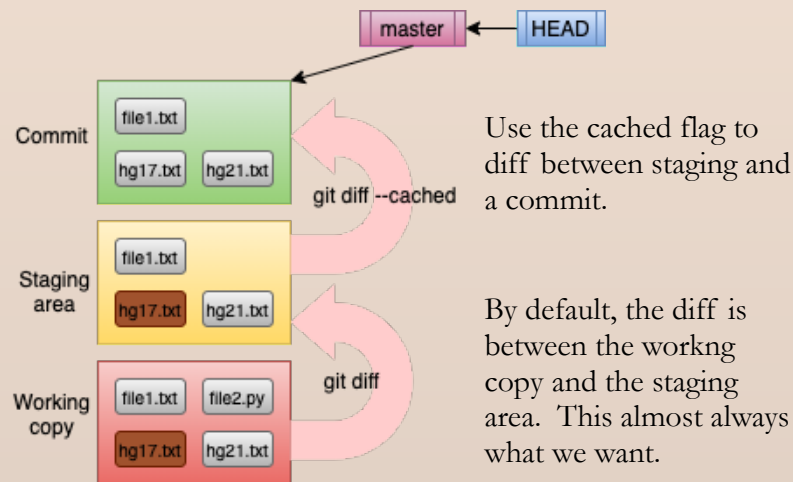 master
HEAD
Commit
file1.txt
hg17.txt
hg21.txt
git diff --cached
Use the cached flag to
diff between staging and
a commit.
Staging
area
file1.txt
hg17.txt
hg21.txt
git diff
By default, the diff is
between the workng
copy and the staging
area. This almost always
what we want.
Working
copy
file1.txt
file2.py
hg17.txt
hg21.txt